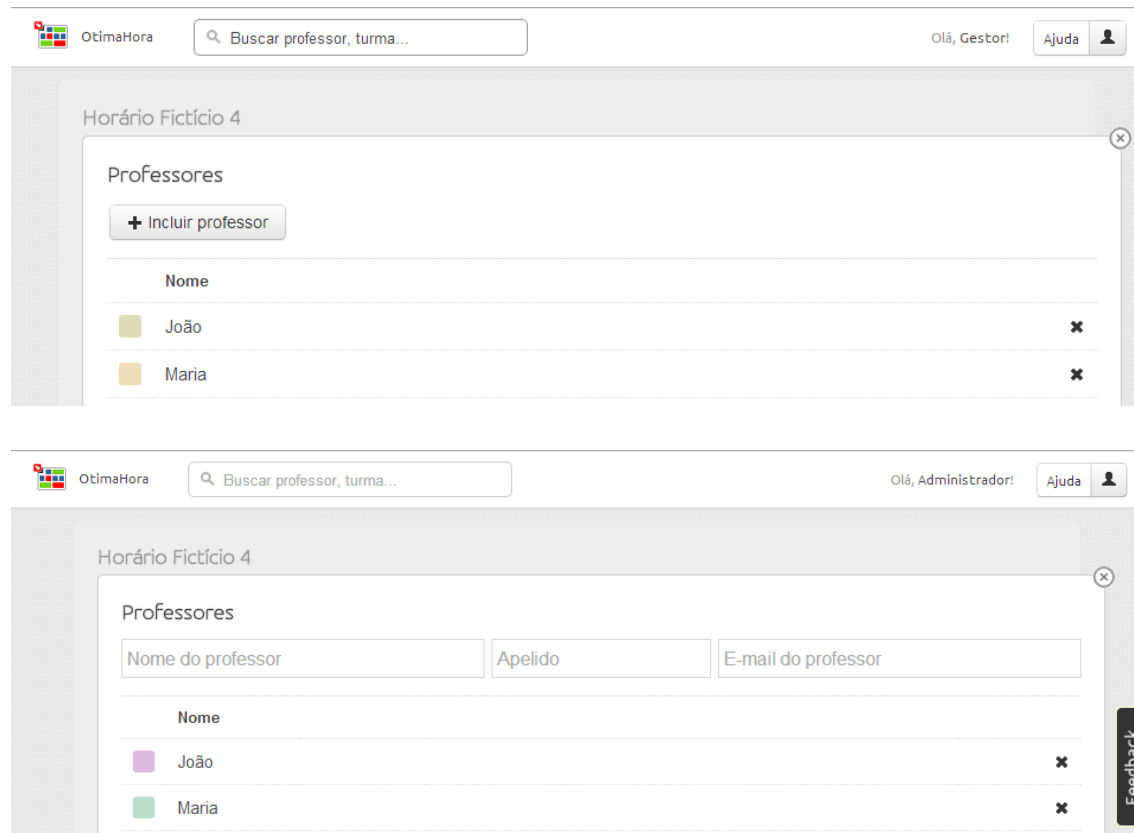 OtimaHora Buscar professor, turma... Olá, Gestor! Ajuda
Horário Fictício 4
Professores
Incluir professor
Nome
João
Maria
OtimaHora Buscar professor, turma... Olá, Administrador! Ajuda
Horário Fictício 4
Professores
Nome do professor Apelido E-mail do professor
Nome
João
Maria
Feedback